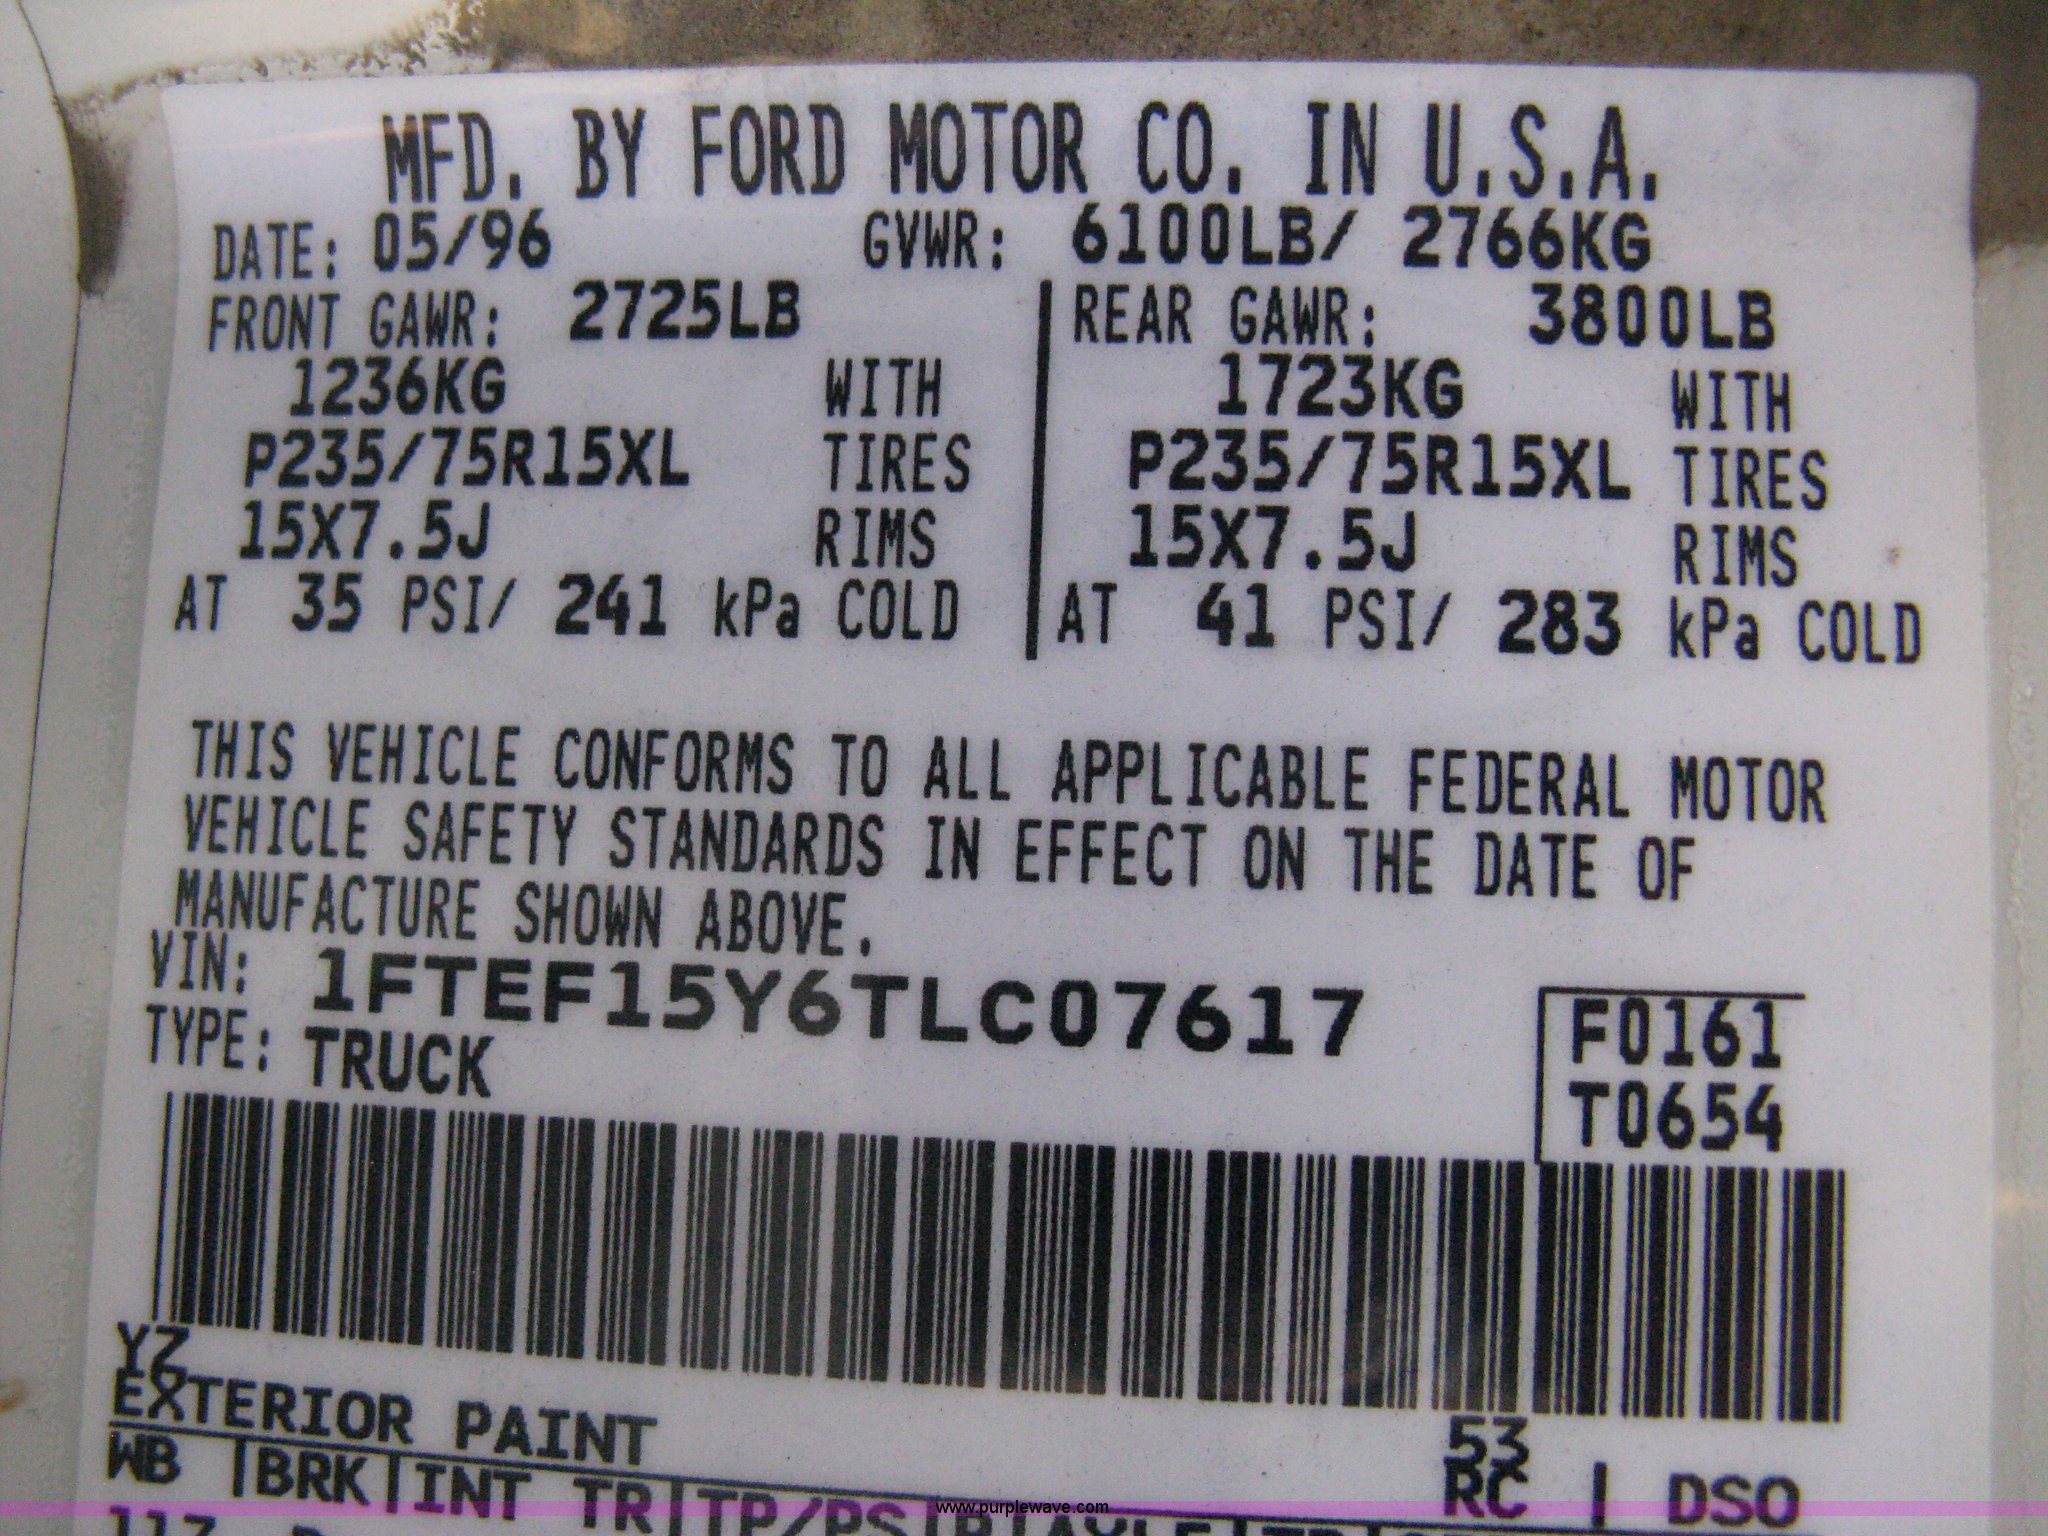 MFD. BY FORD MOTOR CO. IN U.S.A.
DATE: 05/96 GVWR: 6100LB/ 2766KG
FRONT GAWR: 2725LB REAR GAWR: 3800LB
1236KG WITH 1723KG WITH
P235/75R15XL TIRES P235/75R15XL TIRES
15X7.5J RIMS 15X7.5J RIMS
AT 35 PSI/ 241 kPa COLD AT 41 PSI/ 283 kPa COLD
THIS VEHICLE CONFORMS TO ALL APPLICABLE FEDERAL MOTOR
VEHICLE SAFETY STANDARDS IN EFFECT ON THE DATE OF
MANUFACTURE SHOWN ABOVE.
VIN: 1FTEF15Y6TLC07617
TYPE: TRUCK
F0161
T0654
YZ
EXTERIOR PAINT 53
WB | BRK | INT TR | TP/PS | R | AXLE RC | DSO
www.purplewave.com